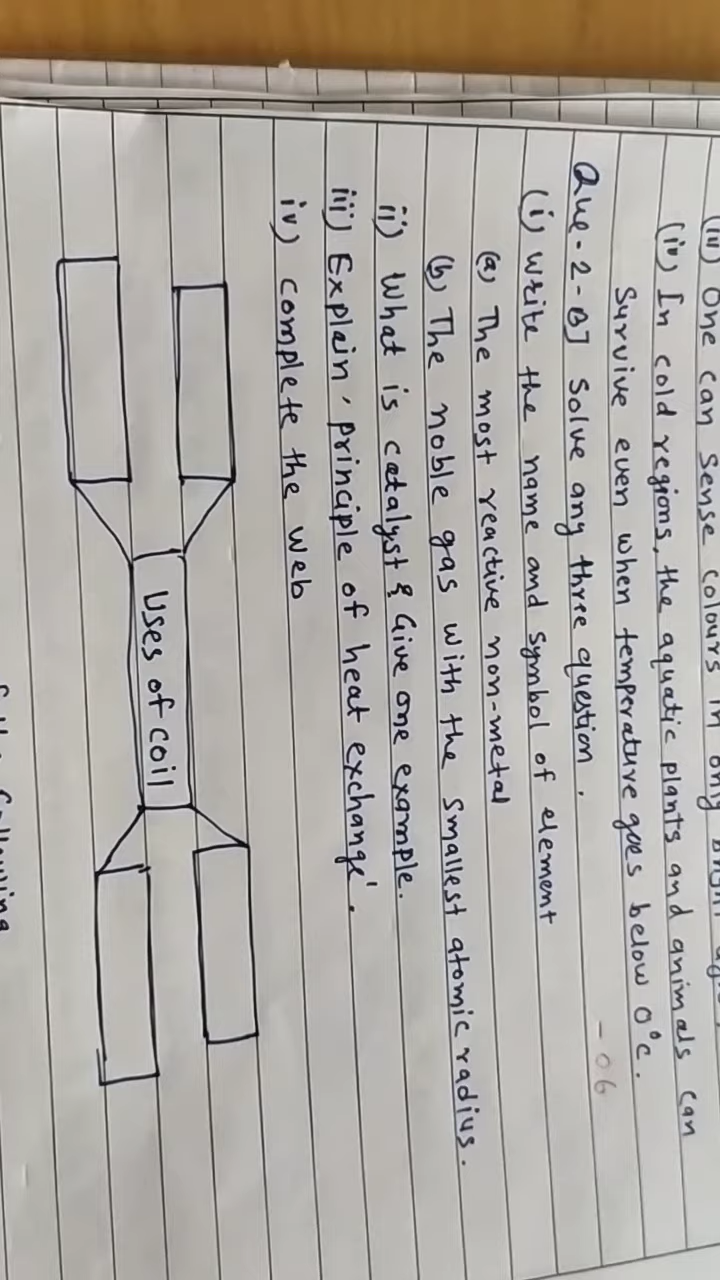 (iii) One can sense colours in only
(iv) In cold regions, the aquatic plants and animals can
survive even when temperature goes below 0°c.
Que-2-B] Solve any three question. -06
(i) Write the name and symbol of element
(a) The most reactive non-metal
(b) The noble gas with the smallest atomic radius.
ii) What is catalyst & Give one example.
iii) Explain, 'principle of heat exchange'.
iv) complete the web
Uses of coil
following